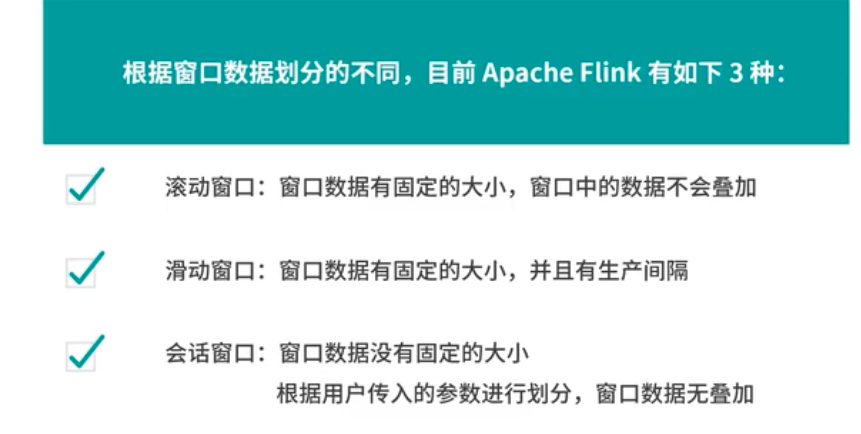 根据窗口数据划分的不同，目前 Apache Flink 有如下 3 种：
滚动窗口：窗口数据有固定的大小，窗口中的数据不会叠加
滑动窗口：窗口数据有固定的大小，并且有生产间隔
会话窗口：窗口数据没有固定的大小
根据用户传入的参数进行划分，窗口数据无叠加